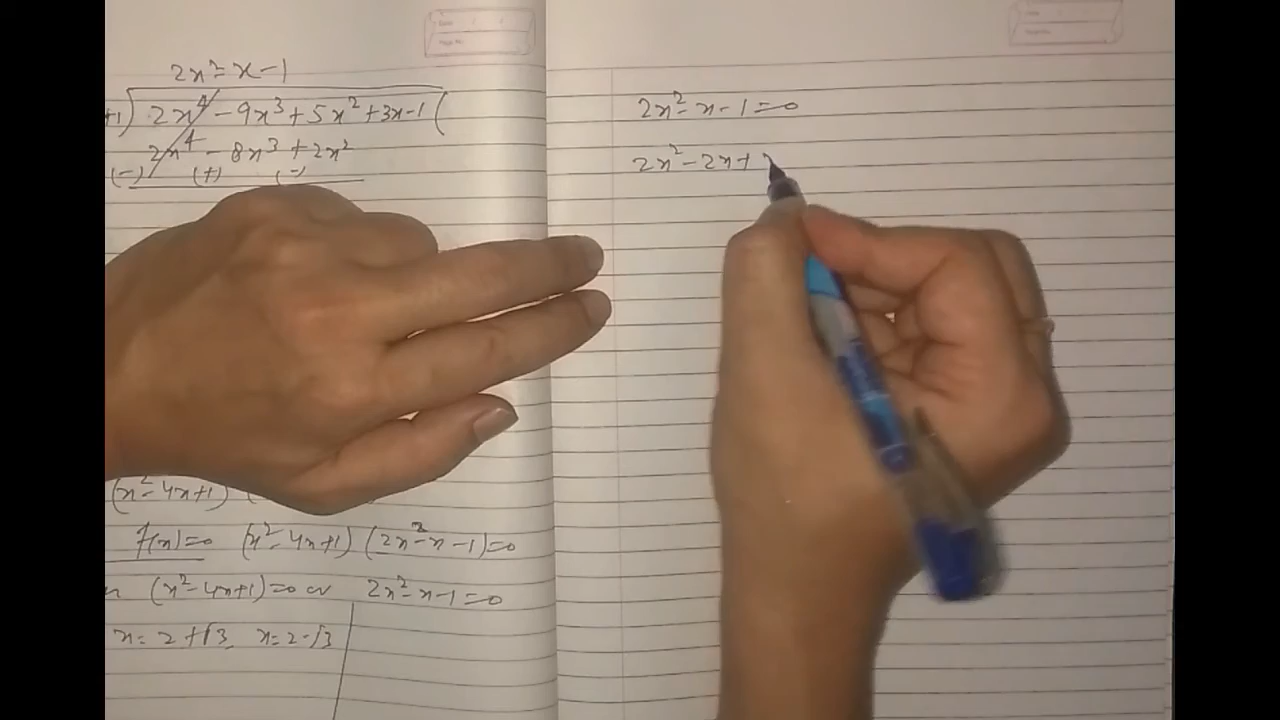 2x² - x - 1
+1) 2x⁴ - 9x³ + 5x² + 3x - 1 (
2x⁴ - 8x³ + 2x²
(-) (+) (-)
(x² - 4x + 1) (
f(x) = 0 (x² - 4x + 1) (2x² - x - 1) = 0
(x² - 4x + 1) = 0 or 2x² - x - 1 = 0
x = 2 + √3, x = 2 - √3
2x² - x - 1 = 0
2x² - 2x +